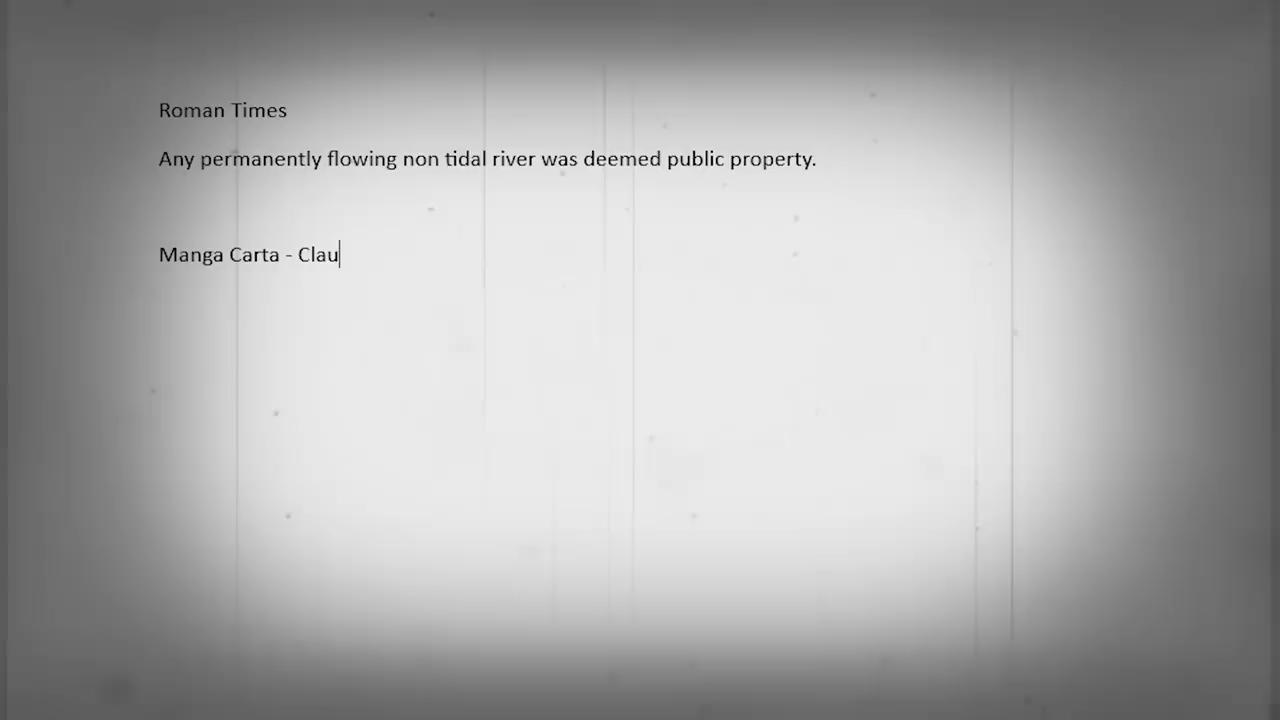 Roman Times
Any permanently flowing non tidal river was deemed public property.
Manga Carta - Clau